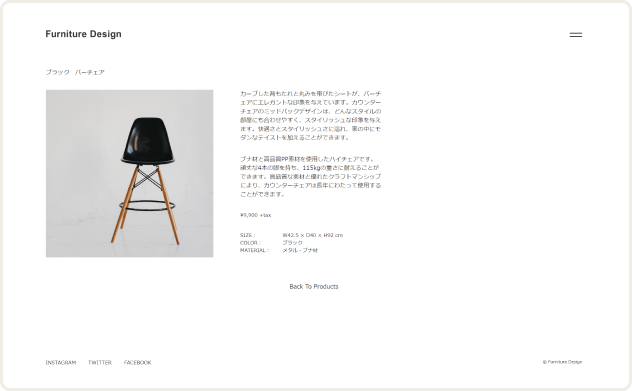 Furniture Design
ブラック　バーチェア
カーブした背もたれと丸みを帯びたシートが、バーチ
ェアにエレガントな印象を与えています。カウンター
チェアのミッドバックデザインは、どんなスタイルの
部屋にも合わせやすく、スタイリッシュな印象を与え
ます。快適さとスタイリッシュさに溢れ、家の中にモ
ダンなテイストを加えることができます。
ブナ材と高品質PP素材を使用したハイチェアです。
頑丈な4本の脚を持ち、115kgの重さに耐えることが
できます。高品質な素材と優れたクラフトマンシップ
により、カウンターチェアは長年にわたって使用する
ことができます。
¥9,900 +tax
SIZE : W42.5 × D40 × H92 cm
COLOR : ブラック
MATERIAL : メタル・ブナ材
Back To Products
INSTAGRAM TWITTER FACEBOOK
© Furniture Design